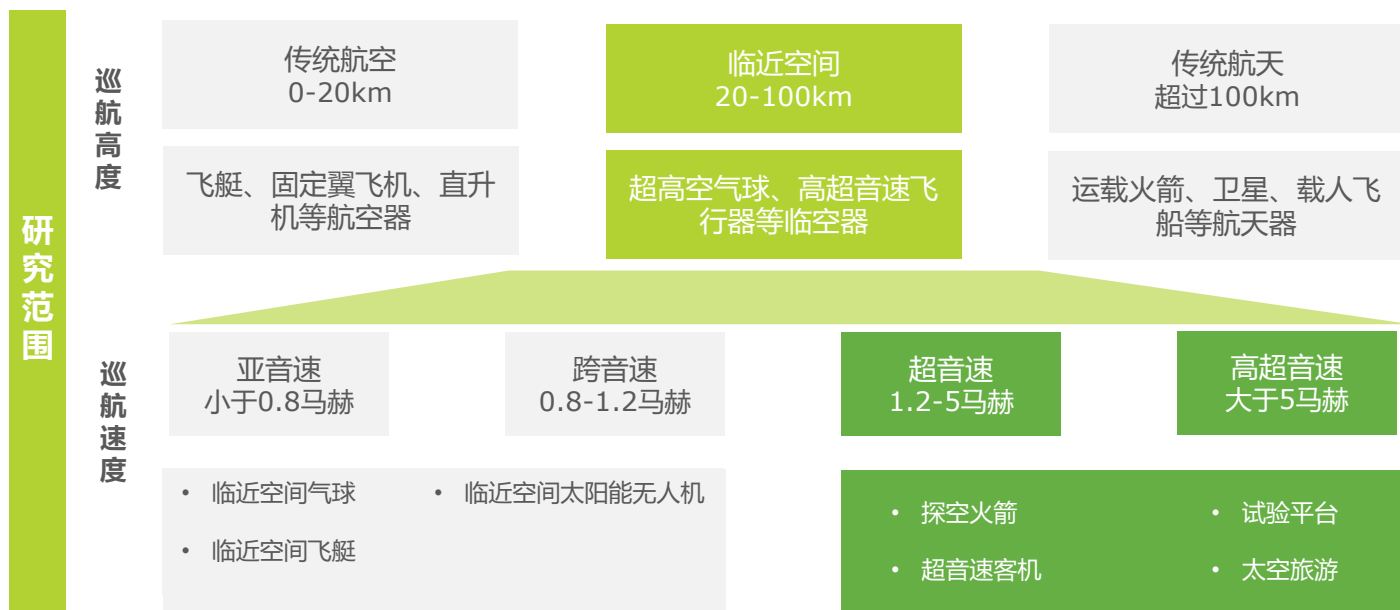 研究范围
巡航高度
传统航空
0-20km
临近空间
20-100km
传统航天
超过100km
飞艇、固定翼飞机、直升
机等航空器
超高空气球、高超音速飞
行器等临空器
运载火箭、卫星、载人飞
船等航天器
巡航速度
亚音速
小于0.8马赫
跨音速
0.8-1.2马赫
超音速
1.2-5马赫
高超音速
大于5马赫
• 临近空间气球
• 临近空间太阳能无人机
• 临近空间飞艇
• 探空火箭
• 试验平台
• 超音速客机
• 太空旅游